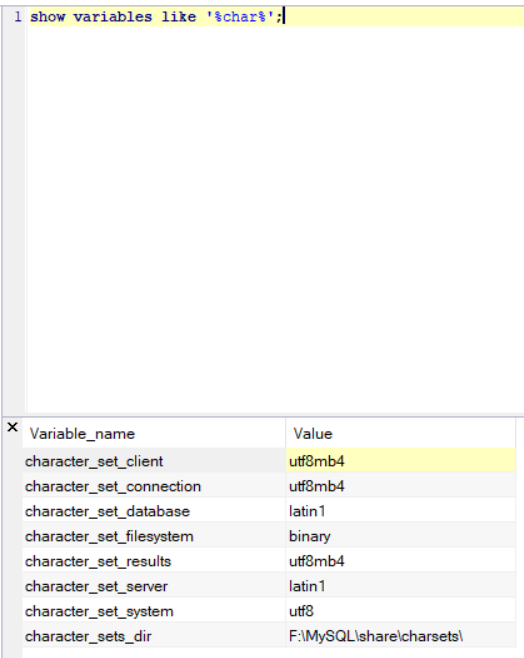 1 show variables like '%char%';
× Variable_name Value
character_set_client utf8mb4
character_set_connection utf8mb4
character_set_database latin1
character_set_filesystem binary
character_set_results utf8mb4
character_set_server latin1
character_set_system utf8
character_sets_dir F:\MySQL\share\charsets\